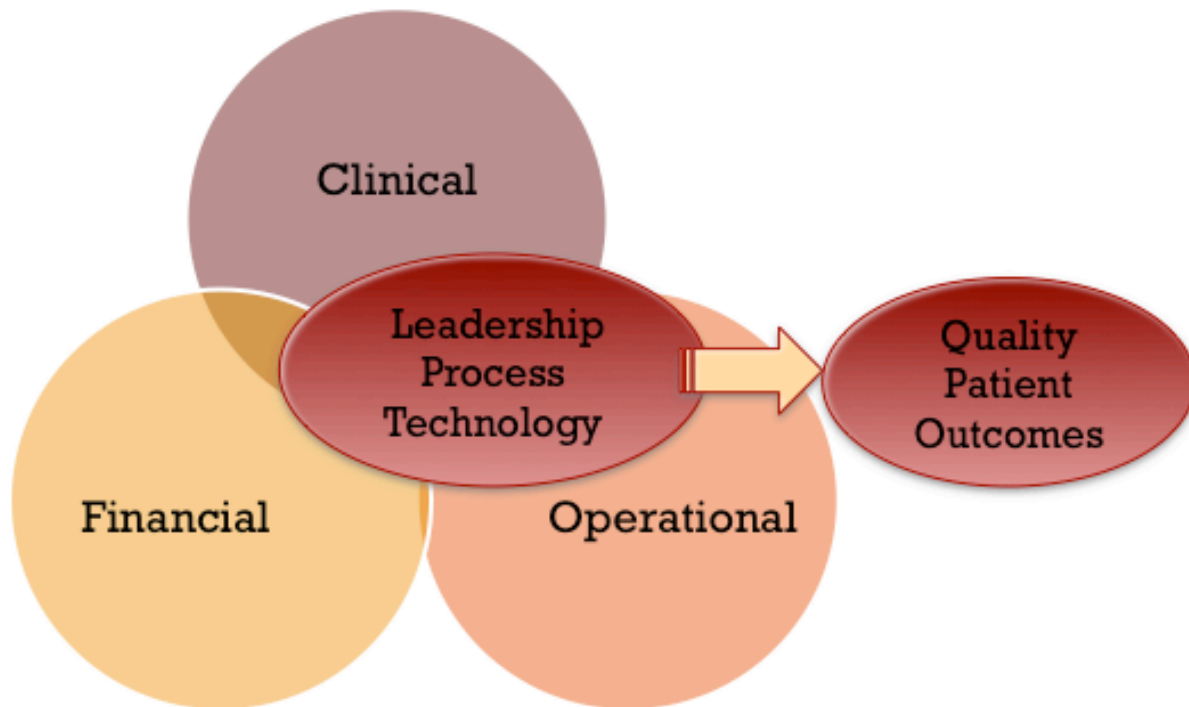 Clinical
Leadership
Process
Technology
Quality
Patient
Outcomes
Financial
Operational